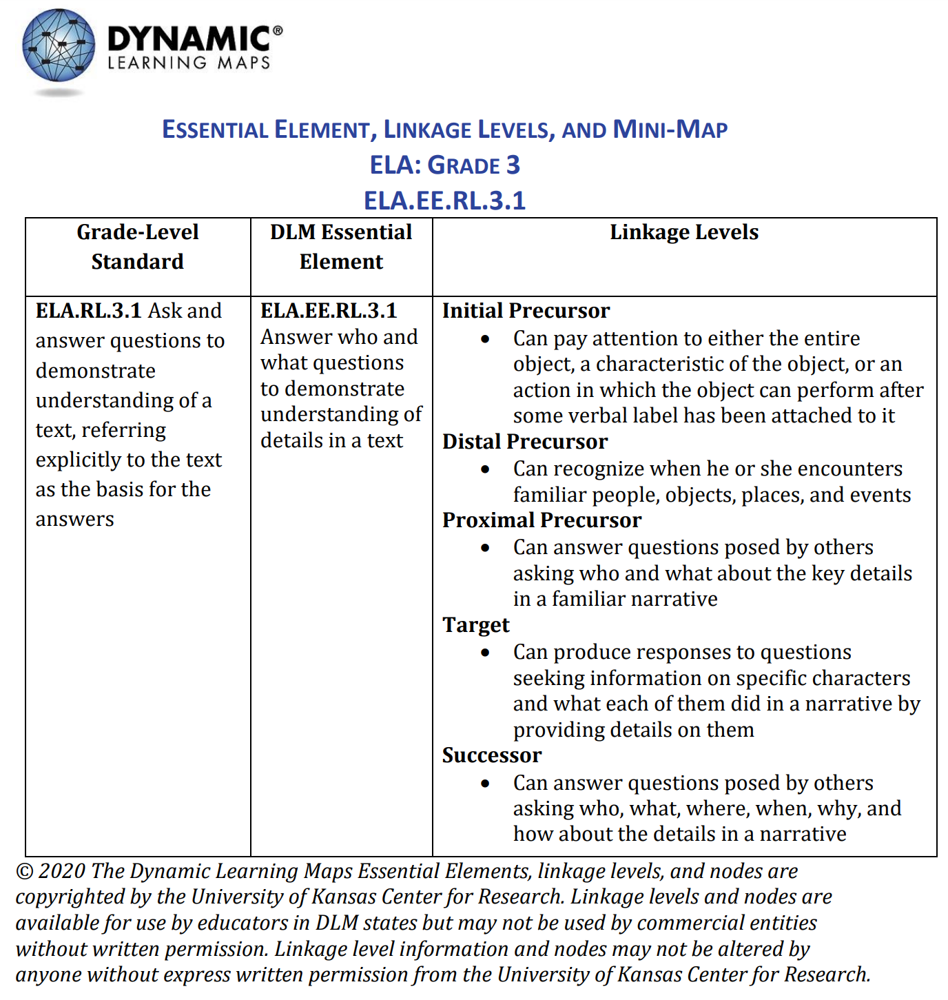 DYNAMIC®
LEARNING MAPS
ESSENTIAL ELEMENT, LINKAGE LEVELS, AND MINI-MAP
ELA: GRADE 3
ELA.EE.RL.3.1
Grade-Level
Standard
DLM Essential
Element
Linkage Levels
ELA.RL.3.1 Ask and
answer questions to
demonstrate
understanding of a
text, referring
explicitly to the text
as the basis for the
answers
ELA.EE.RL.3.1
Answer who and
what questions
to demonstrate
understanding of
details in a text
Initial Precursor
• Can pay attention to either the entire
object, a characteristic of the object, or an
action in which the object can perform after
some verbal label has been attached to it
Distal Precursor
• Can recognize when he or she encounters
familiar people, objects, places, and events
Proximal Precursor
• Can answer questions posed by others
asking who and what about the key details
in a familiar narrative
Target
• Can produce responses to questions
seeking information on specific characters
and what each of them did in a narrative by
providing details on them
Successor
• Can answer questions posed by others
asking who, what, where, when, why, and
how about the details in a narrative
© 2020 The Dynamic Learning Maps Essential Elements, linkage levels, and nodes are
copyrighted by the University of Kansas Center for Research. Linkage levels and nodes are
available for use by educators in DLM states but may not be used by commercial entities
without written permission. Linkage level information and nodes may not be altered by
anyone without express written permission from the University of Kansas Center for Research.